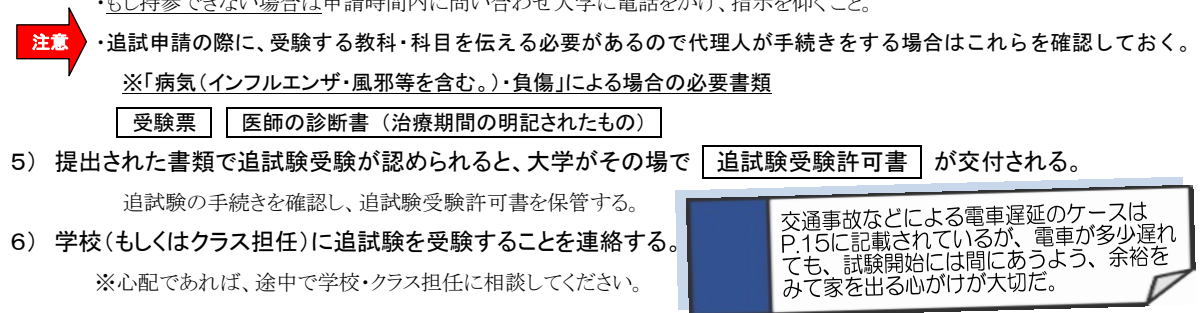 ・もし持参できない場合は申請時間内に問い合わせ大学に電話をかけ、指示を仰ぐこと。
注意
・追試申請の際に、受験する教科・科目を伝える必要があるので代理人が手続きをする場合はこれらを確認しておく。
※「病気（インフルエンザ・風邪等を含む。）・負傷」による場合の必要書類
受験票 医師の診断書（治療期間の明記されたもの）
５） 提出された書類で追試験受験が認められると、大学がその場で 追試験受験許可書 が交付される。
追試験の手続きを確認し、追試験受験許可書を保管する。
６） 学校（もしくはクラス担任）に追試験を受験することを連絡する。
※心配であれば、途中で学校・クラス担任に相談してください。
交通事故などによる電車遅延のケースは
P.15に記載されているが、電車が多少遅れ
ても、試験開始には間にあうよう、余裕を
みて家を出る心がけが大切だ。